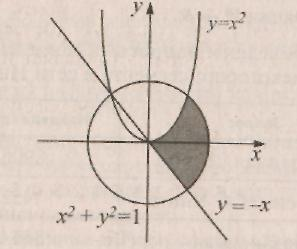 y
y=x²
x
y = –x
x² + y²=1